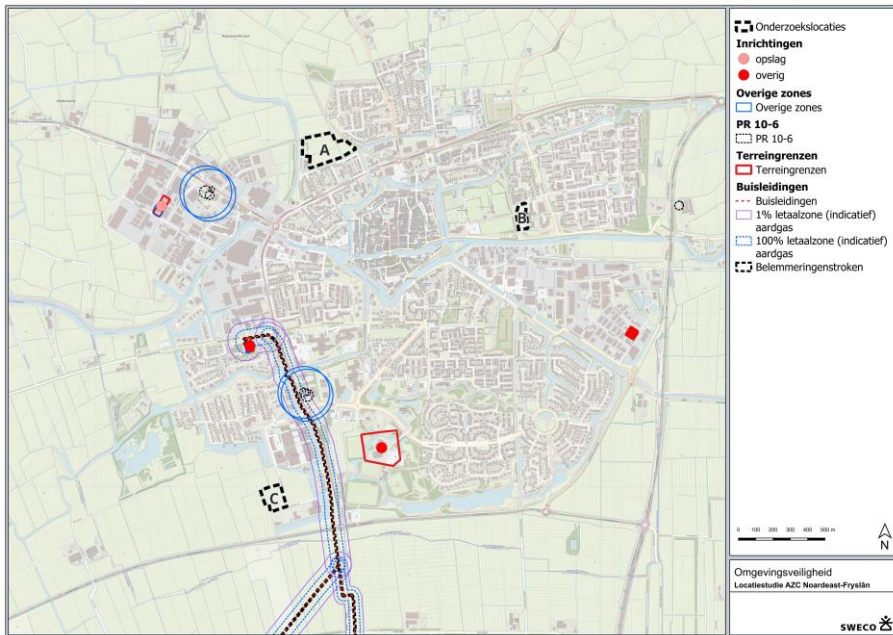 A
B
C
Onderzoekslocaties
Inrichtingen
opslag
overig
Overige zones
Overige zones
PR 10-6
PR 10-6
Terreingrenzen
Terreingrenzen
Buisleidingen
Buisleidingen
1% letaalzone (indicatief)
aardgas
100% letaalzone (indicatief)
aardgas
Belemmeringenstroken
0 100 200 300 400 500 m
N
Omgevingsveiligheid
Locatiestudie AZC Noardeast-Fryslân
SWECO